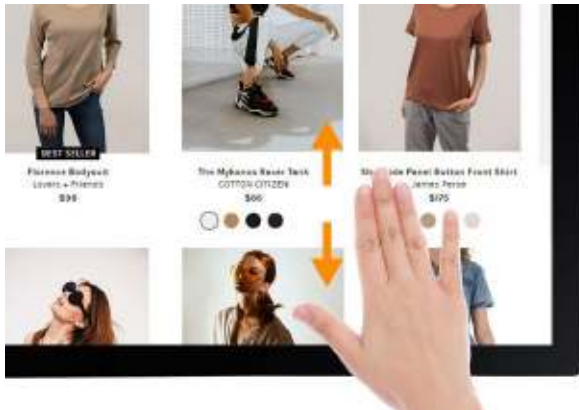 BEST SELLER
Florence Bodysuit
Lovers + Friends
$98
The Mykonos Racer Tank
COTTON CITIZEN
$66
Panel Button Front Shirt
James Perse
$175